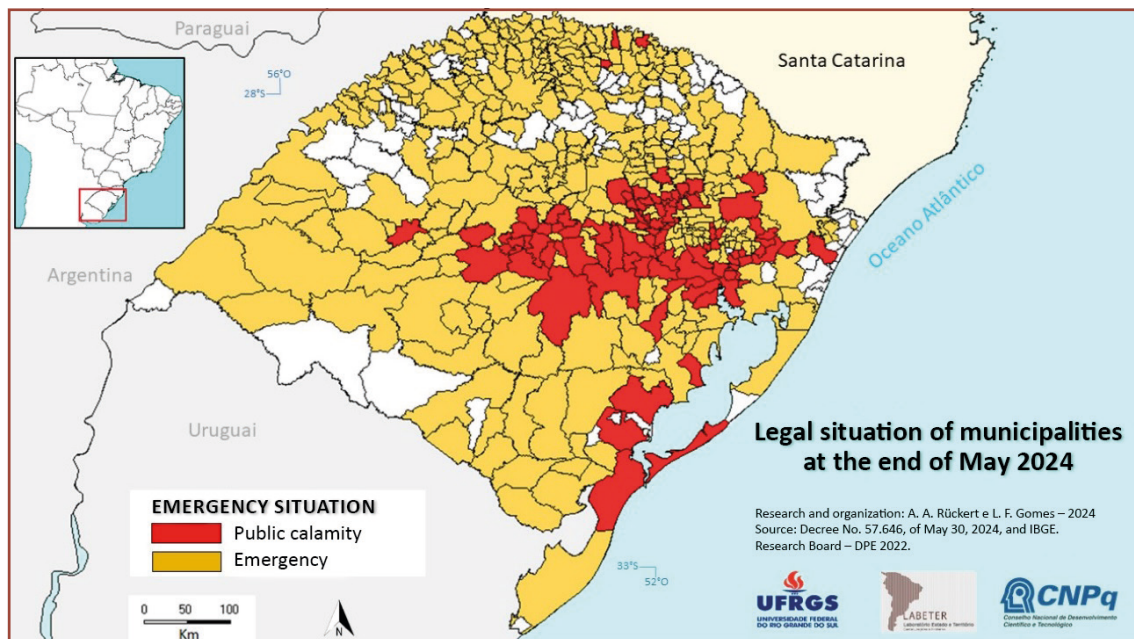 Paraguai
Santa Catarina
56°O
28°S
Oceano Atlântico
Argentina
Uruguai
Legal situation of municipalities
at the end of May 2024
EMERGENCY SITUATION
Public calamity
Emergency
Research and organization: A. A. Rückert e L. F. Gomes – 2024
Source: Decree No. 57.646, of May 30, 2024, and IBGE.
Research Board – DPE 2022.
33°S
52°O
0 50 100
Km
N
UFRGS
UNIVERSIDADE FEDERAL
DO RIO GRANDE DO SUL
LABETER
Laboratório Estado e Território
CNPq
Conselho Nacional de Desenvolvimento
Científico e Tecnológico